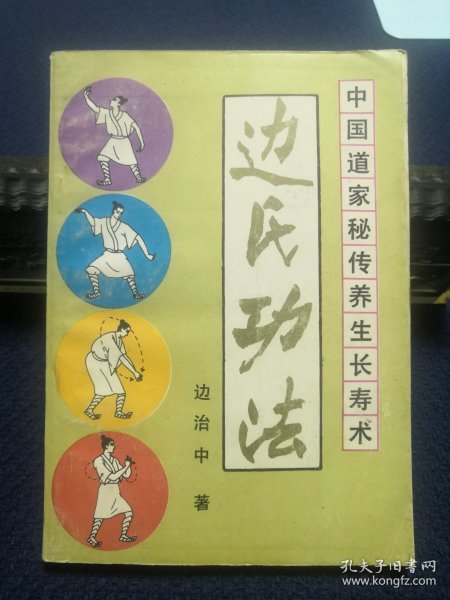 中国道家秘传养生长寿术
边氏功法
边治中 著
孔夫子旧书网
www.kongfz.com